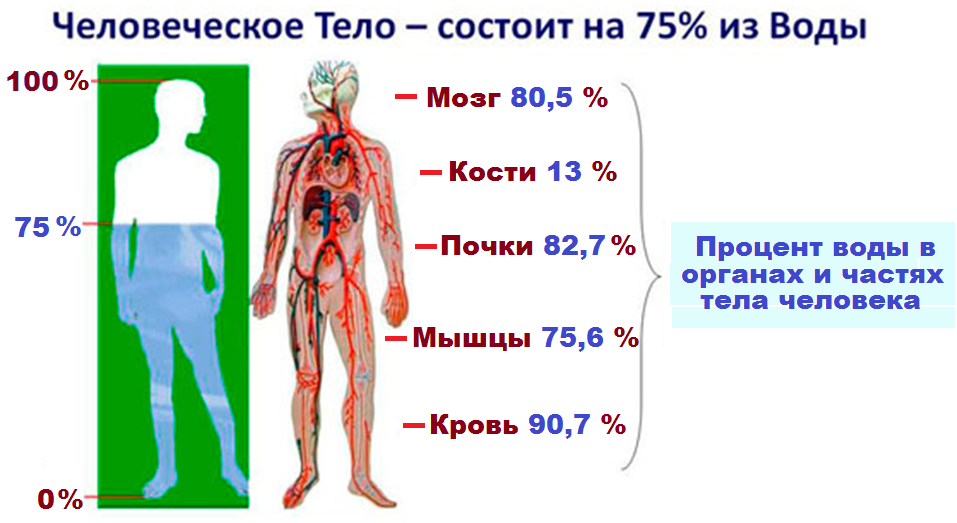 Человеческое Тело – состоит на 75% из Воды
100 %
75 %
0 %
Мозг 80,5 %
Кости 13 %
Почки 82,7 %
Мышцы 75,6 %
Кровь 90,7 %
Процент воды в
органах и частях
тела человека